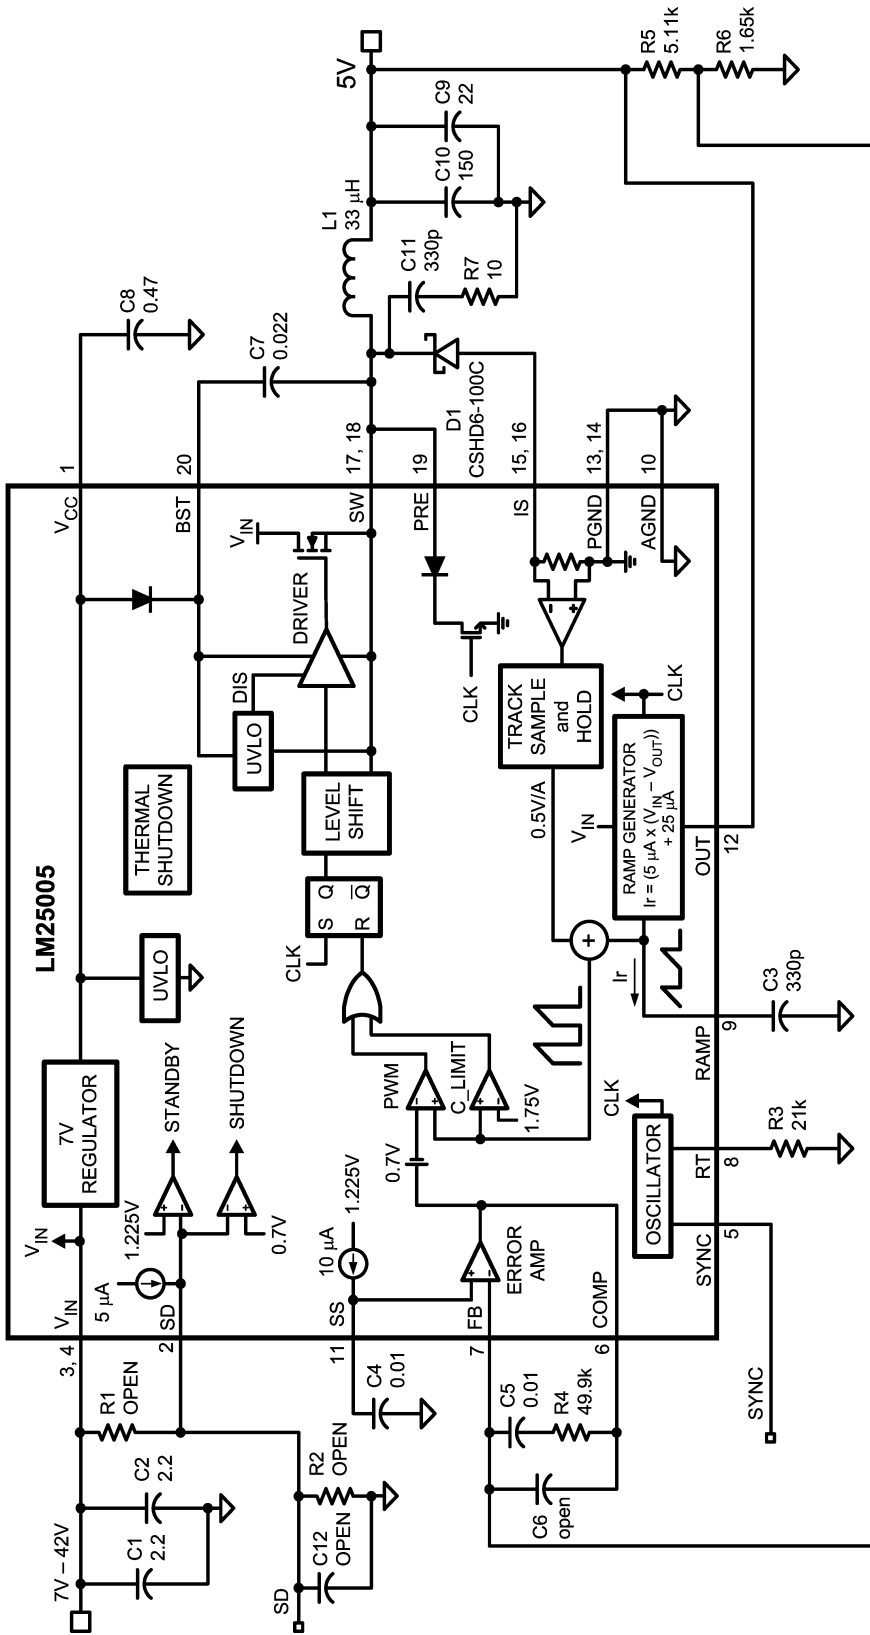 LM25005
7V – 42V
C1
2.2
C2
2.2
R1
OPEN
SD
C12
OPEN
R2
OPEN
3, 4
VIN
VIN
7V
REGULATOR
5 µA
2
SD
1.225V
STANDBY
0.7V
SHUTDOWN
UVLO
THERMAL
SHUTDOWN
VCC
1
C8
0.47
UVLO
DIS
DRIVER
VIN
BST
20
C7
0.022
LEVEL
SHIFT
CLK
S
Q
R
Q
SW
17, 18
L1
33 µH
5V
C11
330p
R7
10
C10
150
C9
22
D1
CSHD6-100C
PRE
19
CLK
IS
15, 16
PGND
13, 14
AGND
10
11
SS
C4
0.01
10 µA
1.225V
0.7V
PWM
C_LIMIT
1.75V
ERROR
AMP
7
FB
6
COMP
C5
0.01
R4
49.9k
C6
open
0.5V/A
TRACK
SAMPLE
and
HOLD
+
VIN
CLK
RAMP GENERATOR
Ir = (5 µA x (VIN – VOUT))
+ 25 µA
Ir
OSCILLATOR
CLK
SYNC
5
SYNC
RT
8
R3
21k
RAMP
9
C3
330p
OUT
12
R5
5.11k
R6
1.65k